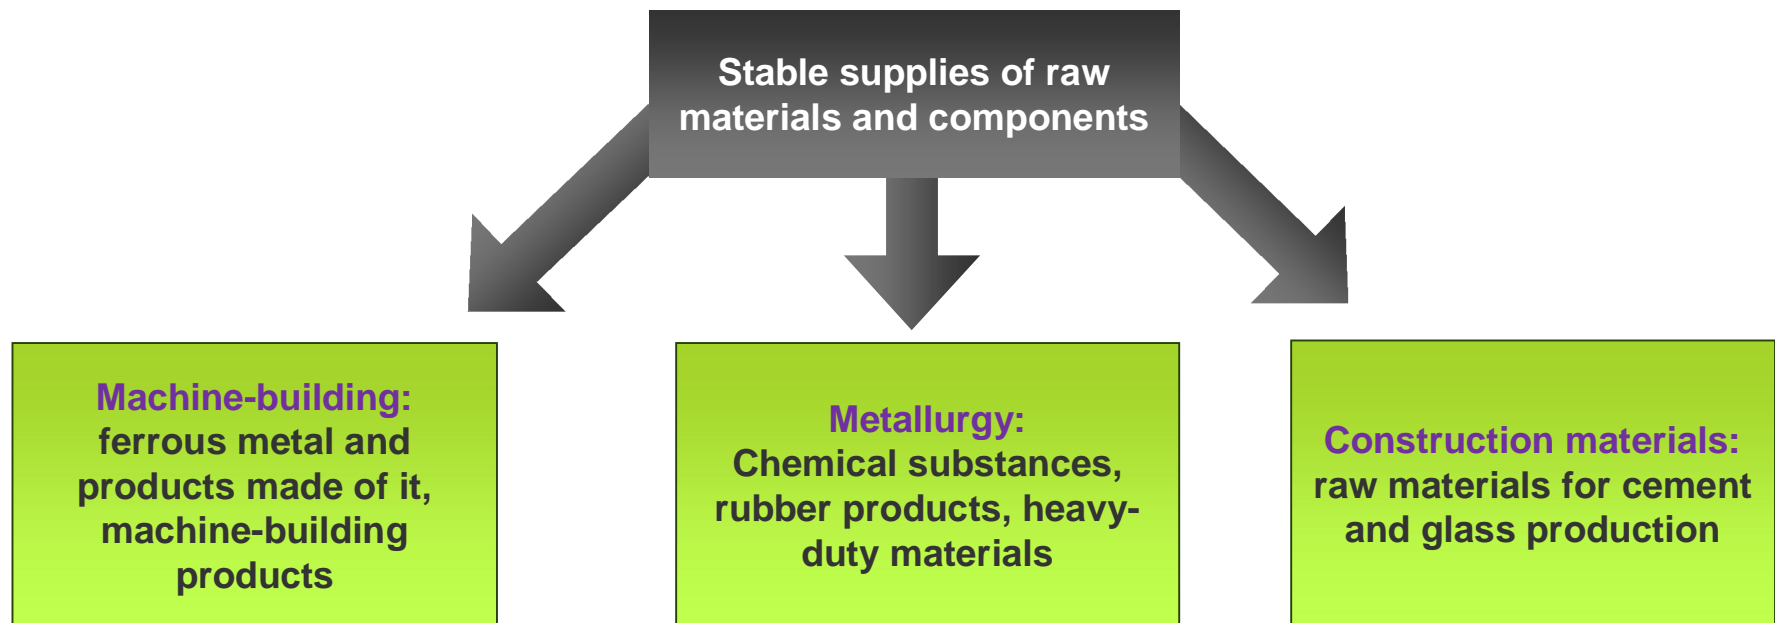 Stable supplies of raw
materials and components
Machine-building:
ferrous metal and
products made of it,
machine-building
products
Metallurgy:
Chemical substances,
rubber products, heavy-
duty materials
Construction materials:
raw materials for cement
and glass production